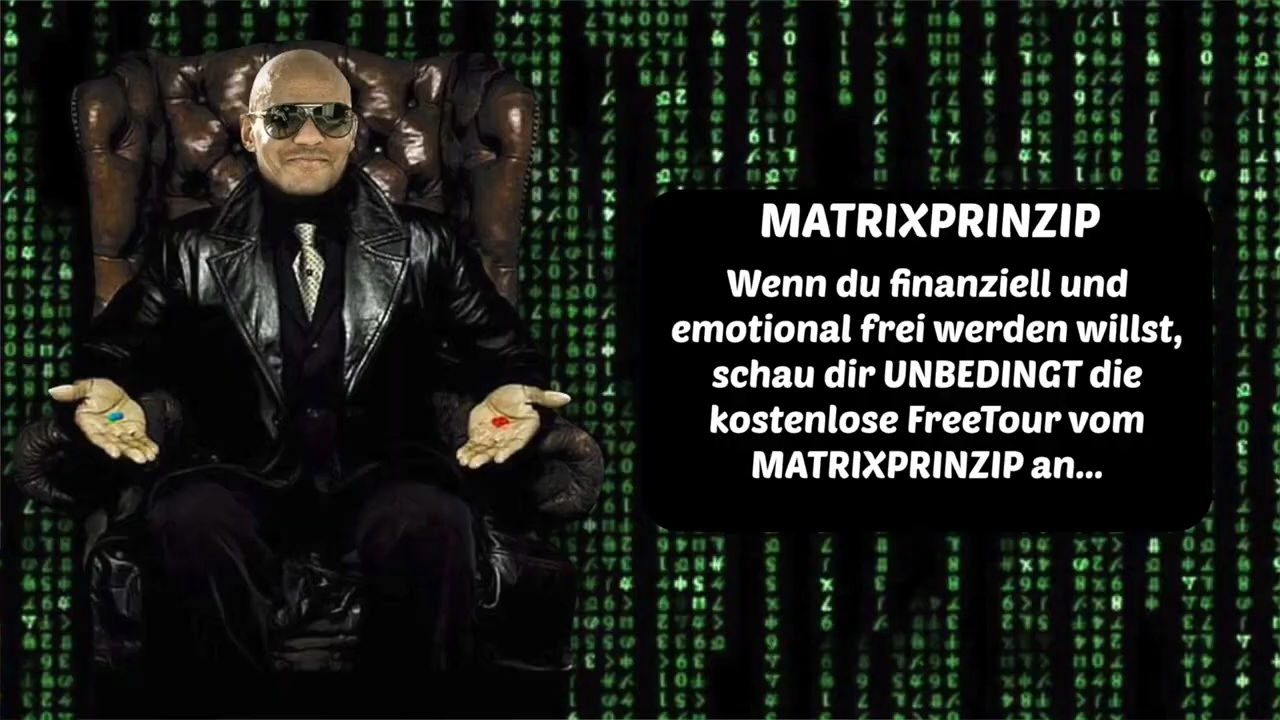 MATRIXPRINZIP
Wenn du finanziell und
emotional frei werden willst,
schau dir UNBEDINGT die
kostenlose FreeTour vom
MATRIXPRINZIP an...